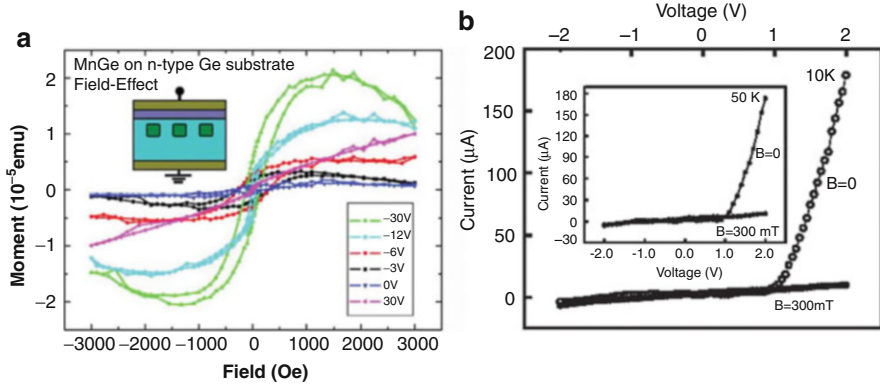 a
MnGe on n-type Ge substrate
Field-Effect
Moment (10⁻⁵emu)
2
1
0
−1
−2
−30V
−12V
−6V
−3V
0V
30V
−3000 −2000 −1000 0 1000 2000 3000
Field (Oe)
b
Voltage (V)
−2 −1 0 1 2
200
150
100
50
0
Current (μA)
10K
B=0
B=300mT
180
150
120
90
60
30
0
−30
Current (μA)
50 K
B=0
B=300 mT
-2.0 -1.0 0.0 1.0 2.0
Voltage (V)